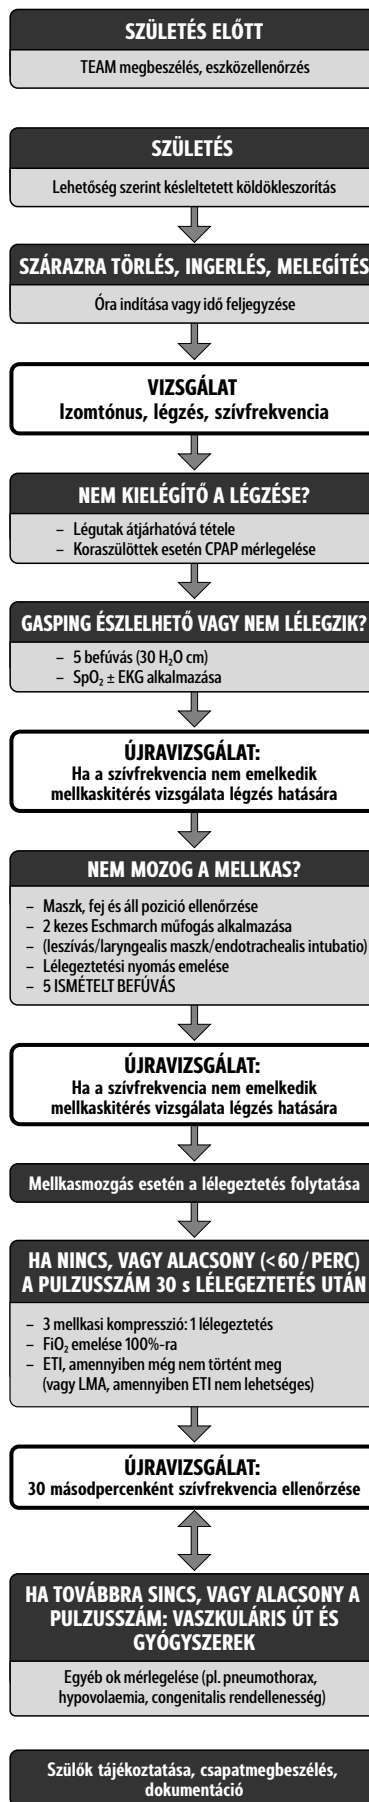 SZÜLETÉS ELŐTT
TEAM megbeszélés, eszközellenőrzés
SZÜLETÉS
Lehetőség szerint késleltetett köldökleszorítás
SZÁRAZRA TÖRLÉS, INGERLÉS, MELEGÍTÉS
Óra indítása vagy idő feljegyzése
VIZSGÁLAT
Izomtónus, légzés, szívfrekvencia
NEM KIELÉGÍTŐ A LÉGZÉSE?
– Légutak átjárhatóvá tétele
– Koraszülöttek esetén CPAP mérlegelése
GASPING ÉSZLELHETŐ VAGY NEM LÉLEGZIK?
– 5 befúvás (30 H₂O cm)
– SpO₂ ± EKG alkalmazása
ÚJRAVIZSGÁLAT:
Ha a szívfrekvencia nem emelkedik
mellkaskitérés vizsgálata légzés hatására
NEM MOZOG A MELLKAS?
– Maszk, fej és áll pozició ellenőrzése
– 2 kezes Eschmarch műfogás alkalmazása
– (leszívás/laryngealis maszk/endotrachealis intubatio)
– Lélegeztetési nyomás emelése
– 5 ISMÉTELT BEFÚVÁS
ÚJRAVIZSGÁLAT:
Ha a szívfrekvencia nem emelkedik
mellkaskitérés vizsgálata légzés hatására
Mellkasmozgás esetén a lélegeztetés folytatása
HA NINCS, VAGY ALACSONY (<60/PERC)
A PULZUSSZÁM 30 s LÉLEGEZTETÉS UTÁN
– 3 mellkasi kompresszió: 1 lélegeztetés
– FiO₂ emelése 100%-ra
– ETI, amennyiben még nem történt meg
(vagy LMA, amennyiben ETI nem lehetséges)
ÚJRAVIZSGÁLAT:
30 másodpercenként szívfrekvencia ellenőrzése
HA TOVÁBBRA SINCS, VAGY ALACSONY A
PULZUSSZÁM: VASZKULÁRIS ÚT ÉS
GYÓGYSZEREK
Egyéb ok mérlegelése (pl. pneumothorax,
hypovolaemia, congenitalis rendellenesség)
Szülők tájékoztatása, csapatmegbeszélés,
dokumentáció